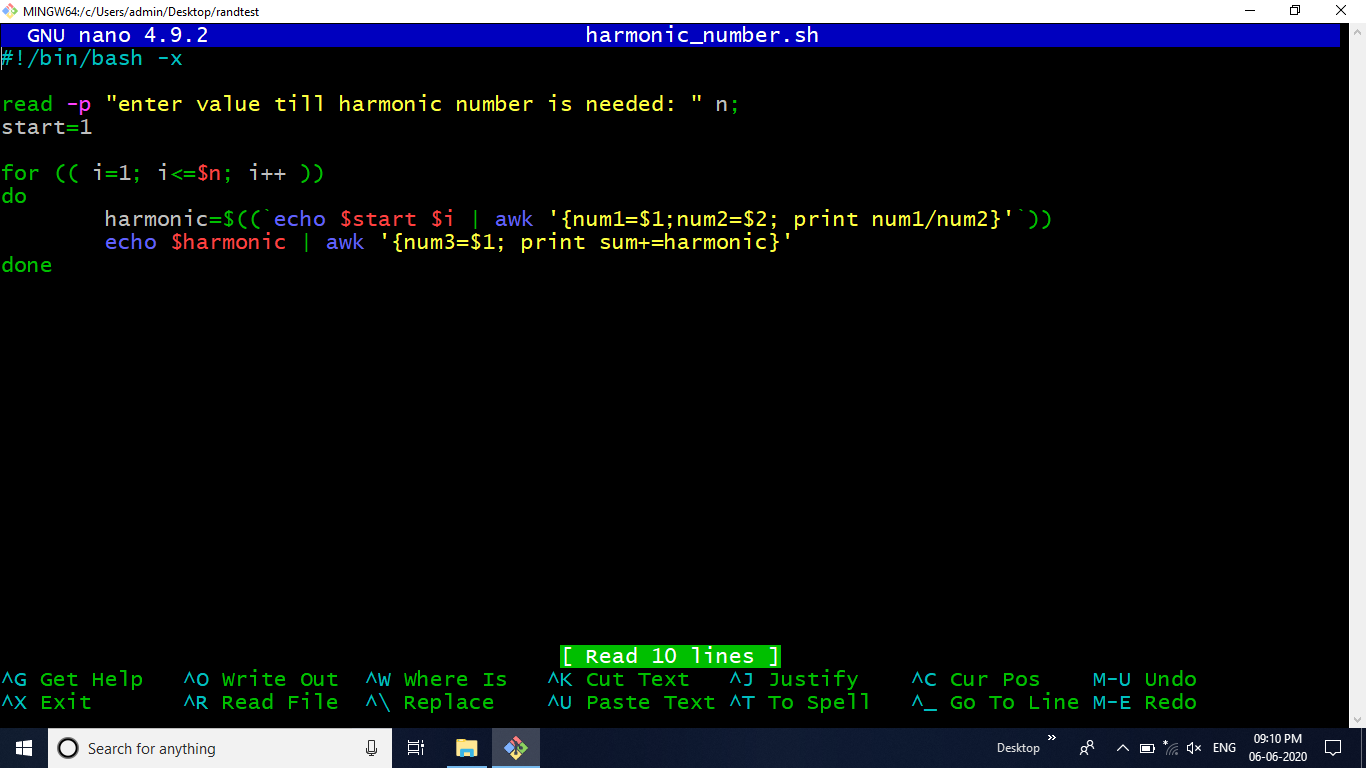 MINGW64:/c/Users/admin/Desktop/randtest
GNU nano 4.9.2 harmonic_number.sh
#!/bin/bash -x
read -p "enter value till harmonic number is needed: " n;
start=1
for (( i=1; i<=$n; i++ ))
do
harmonic=$((`echo $start $i | awk '{num1=$1;num2=$2; print num1/num2}'`))
echo $harmonic | awk '{num3=$1; print sum+=harmonic}'
done
[ Read 10 lines ]
^G Get Help ^O Write Out ^W Where Is ^K Cut Text ^J Justify ^C Cur Pos M-U Undo
^X Exit ^R Read File ^\ Replace ^U Paste Text ^T To Spell ^_ Go To Line M-E Redo
Search for anything
Desktop
ENG
09:10 PM
06-06-2020